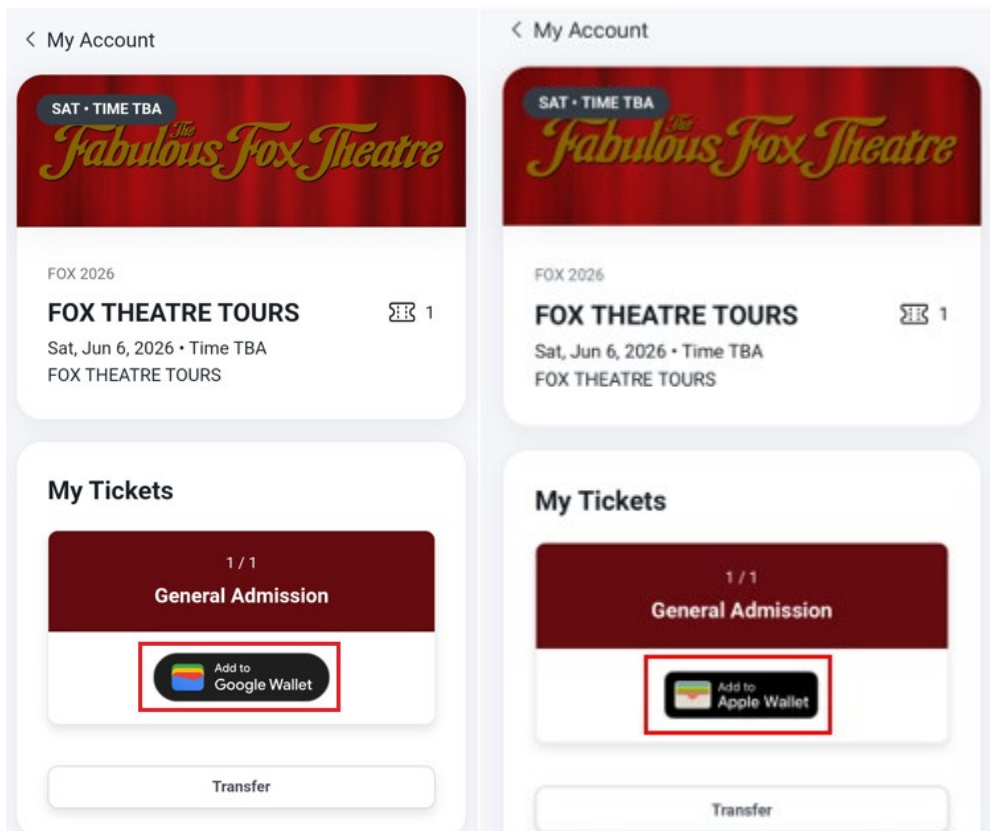 < My Account
SAT • TIME TBA
The
Fabulous Fox Theatre
FOX 2026
FOX THEATRE TOURS
1
Sat, Jun 6, 2026 • Time TBA
FOX THEATRE TOURS
My Tickets
1 / 1
General Admission
Add to
Google Wallet
Transfer
< My Account
SAT • TIME TBA
The
Fabulous Fox Theatre
FOX 2026
FOX THEATRE TOURS
1
Sat, Jun 6, 2026 • Time TBA
FOX THEATRE TOURS
My Tickets
1 / 1
General Admission
Add to
Apple Wallet
Transfer